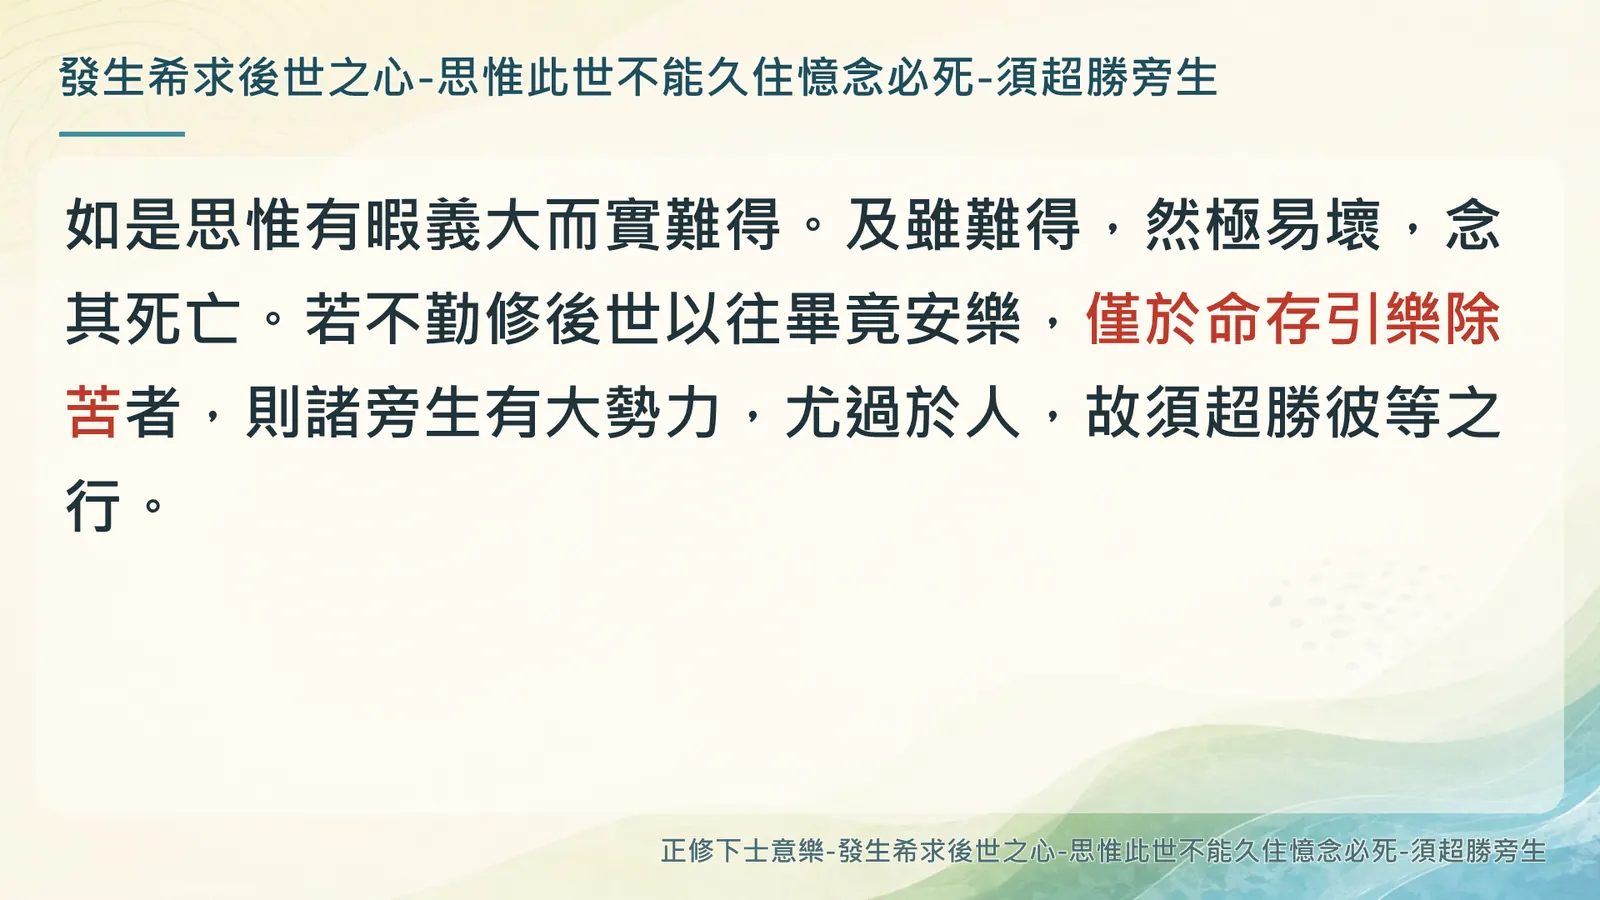 發生希求後世之心-思惟此世不能久住憶念必死-須超勝旁生
如是思惟有暇義大而實難得。及雖難得，然極易壞，念
其死亡。若不勤修後世以往畢竟安樂，僅於命存引樂除
苦者，則諸旁生有大勢力，尤過於人，故須超勝彼等之
行。
正修下士意樂-發生希求後世之心-思惟此世不能久住憶念必死-須超勝旁生